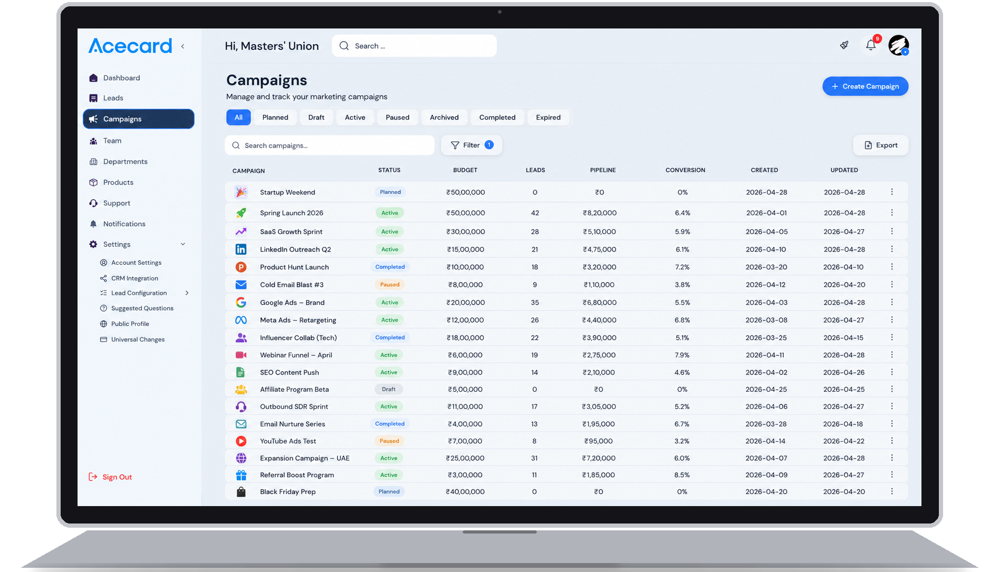 Acecard
Hi, Masters' Union
Search ...
9
Dashboard
Leads
Campaigns
Team
Departments
Products
Support
Notifications
Settings
Account Settings
CRM Integration
Lead Configuration
Suggested Questions
Public Profile
Universal Changes
Sign Out
Campaigns
Manage and track your marketing campaigns
+ Create Campaign
All Planned Draft Active Paused Archived Completed Expired
Search campaigns...
Filter 1
Export
CAMPAIGN STATUS BUDGET LEADS PIPELINE CONVERSION CREATED UPDATED
Startup Weekend Planned ₹50,00,000 0 ₹0 0% 2026-04-28 2026-04-28
Spring Launch 2026 Active ₹50,00,000 42 ₹8,20,000 6.4% 2026-04-01 2026-04-28
SaaS Growth Sprint Active ₹30,00,000 28 ₹5,10,000 5.9% 2026-04-05 2026-04-27
in LinkedIn Outreach Q2 Active ₹15,00,000 21 ₹4,75,000 6.1% 2026-04-10 2026-04-28
P Product Hunt Launch Completed ₹10,00,000 18 ₹3,20,000 7.2% 2026-03-20 2026-04-10
Cold Email Blast #3 Paused ₹8,00,000 9 ₹1,10,000 3.8% 2026-04-12 2026-04-20
G Google Ads – Brand Active ₹20,00,000 35 ₹6,80,000 5.5% 2026-04-03 2026-04-28
Meta Ads – Retargeting Active ₹12,00,000 26 ₹4,40,000 6.8% 2026-03-08 2026-04-27
Influencer Collab (Tech) Completed ₹18,00,000 22 ₹3,90,000 5.1% 2026-03-25 2026-04-15
Webinar Funnel – April Active ₹6,00,000 19 ₹2,75,000 7.9% 2026-04-11 2026-04-28
SEO Content Push Active ₹9,00,000 14 ₹2,10,000 4.6% 2026-04-02 2026-04-26
Affiliate Program Beta Draft ₹5,00,000 0 ₹0 0% 2026-04-25 2026-04-25
Outbound SDR Sprint Active ₹11,00,000 17 ₹3,05,000 5.2% 2026-04-06 2026-04-27
Email Nurture Series Completed ₹4,00,000 13 ₹1,95,000 6.7% 2026-03-28 2026-04-18
YouTube Ads Test Paused ₹7,00,000 8 ₹95,000 3.2% 2026-04-14 2026-04-22
Expansion Campaign – UAE Active ₹25,00,000 31 ₹7,20,000 6.0% 2026-04-07 2026-04-28
Referral Boost Program Active ₹3,00,000 11 ₹1,85,000 8.5% 2026-04-09 2026-04-27
Black Friday Prep Planned ₹40,00,000 0 ₹0 0% 2026-04-20 2026-04-20